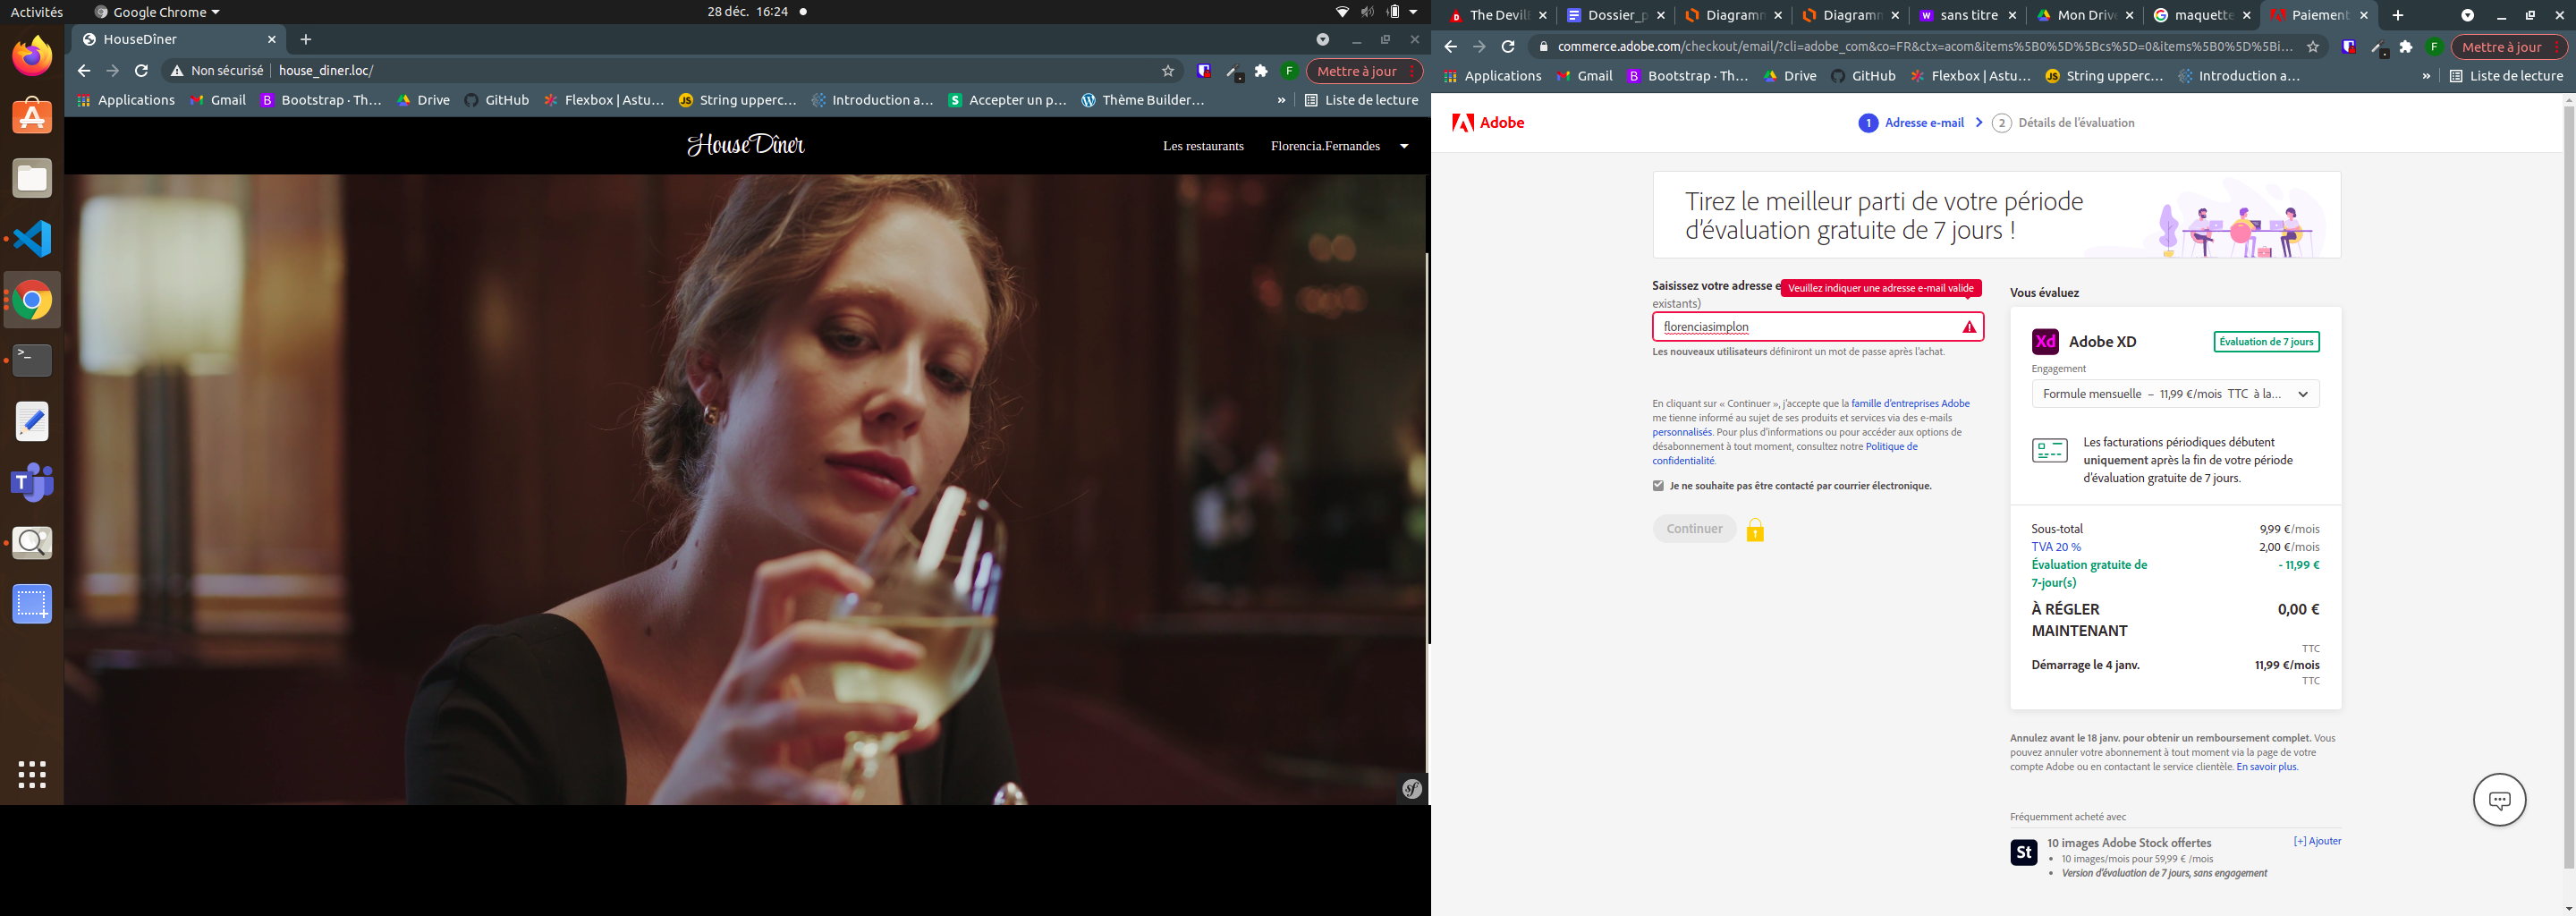 Activités
Google Chrome
28 déc. 16:24
HouseDîner
Non sécurisé
house_diner.loc/
F
Mettre à jour
Applications
Gmail
Bootstrap · Th…
Drive
GitHub
Flexbox | Astu…
String upperc…
Introduction a…
Accepter un p…
Thème Builder…
»
Liste de lecture
HouseDîner
Les restaurants
Florencia.Fernandes
sf
The Devil
Dossier_p
Diagramm
Diagramm
sans titre
Mon Drive
maquette
Paiement
commerce.adobe.com/checkout/email/?cli=adobe_com&co=FR&ctx=acom&items%5B0%5D%5Bcs%5D=0&items%5B0%5D%5Bi…
F
Mettre à jour
Applications
Gmail
Bootstrap · Th…
Drive
GitHub
Flexbox | Astu…
String upperc…
Introduction a…
»
Liste de lecture
Adobe
1 Adresse e-mail
2 Détails de l'évaluation
Tirez le meilleur parti de votre période
d'évaluation gratuite de 7 jours !
Saisissez votre adresse e
Veuillez indiquer une adresse e-mail valide
existants)
florenciasimplon
Les nouveaux utilisateurs définiront un mot de passe après l'achat.
En cliquant sur « Continuer », j'accepte que la famille d'entreprises Adobe
me tienne informé au sujet de ses produits et services via des e-mails
personnalisés. Pour plus d'informations ou pour accéder aux options de
désabonnement à tout moment, consultez notre Politique de
confidentialité.
Je ne souhaite pas être contacté par courrier électronique.
Continuer
Vous évaluez
Xd Adobe XD
Évaluation de 7 jours
Engagement
Formule mensuelle – 11,99 €/mois TTC à la...
Les facturations périodiques débutent
uniquement après la fin de votre période
d'évaluation gratuite de 7 jours.
Sous-total 9,99 €/mois
TVA 20 % 2,00 €/mois
Évaluation gratuite de - 11,99 €
7-jour(s)
À RÉGLER 0,00 €
MAINTENANT
TTC
Démarrage le 4 janv. 11,99 €/mois
TTC
Annulez avant le 18 janv. pour obtenir un remboursement complet. Vous
pouvez annuler votre abonnement à tout moment via la page de votre
compte Adobe ou en contactant le service clientèle. En savoir plus.
Fréquemment acheté avec
St 10 images Adobe Stock offertes [+] Ajouter
10 images/mois pour 59,99 € /mois
Version d'évaluation de 7 jours, sans engagement